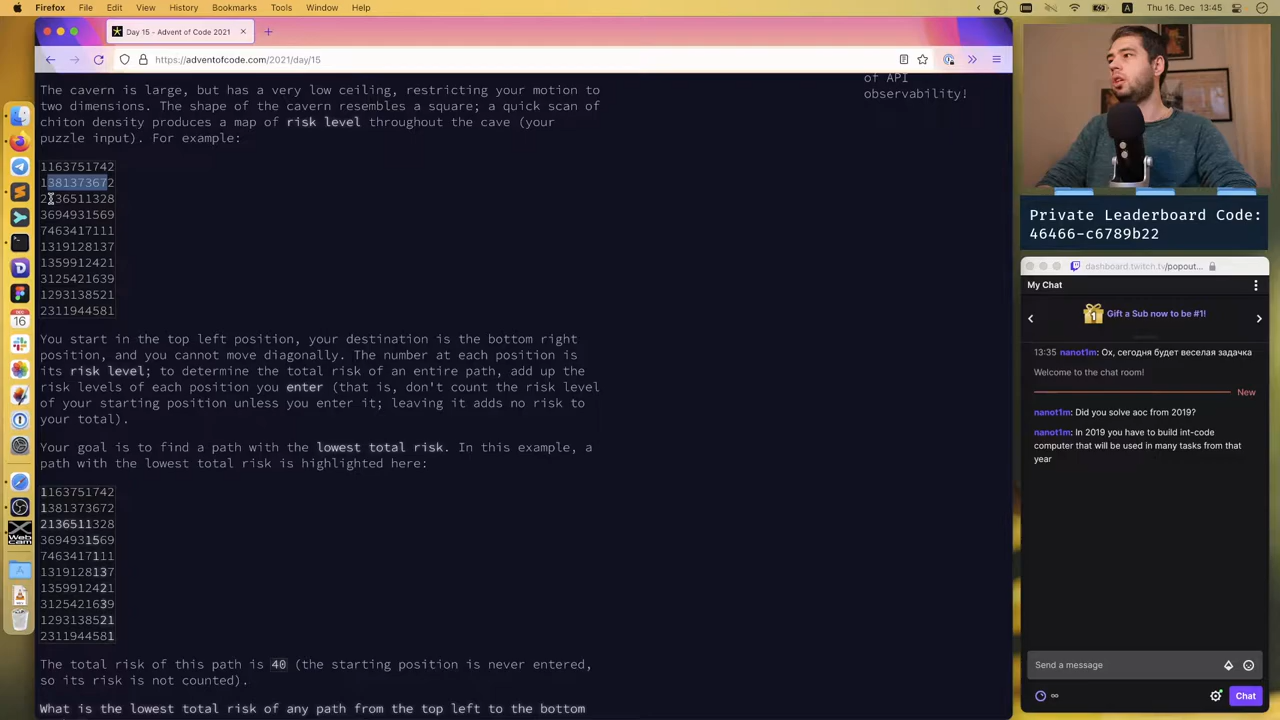 Firefox File Edit View History Bookmarks Tools Window Help
A Thu 16. Dec 13:45
Day 15 - Advent of Code 2021
https://adventofcode.com/2021/day/15
of API
observability!
The cavern is large, but has a very low ceiling, restricting your motion to
two dimensions. The shape of the cavern resembles a square; a quick scan of
chiton density produces a map of risk level throughout the cave (your
puzzle input). For example:
1163751742
1381373672
2136511328
3694931569
7463417111
1319128137
1359912421
3125421639
1293138521
2311944581
You start in the top left position, your destination is the bottom right
position, and you cannot move diagonally. The number at each position is
its risk level; to determine the total risk of an entire path, add up the
risk levels of each position you enter (that is, don't count the risk level
of your starting position unless you enter it; leaving it adds no risk to
your total).
Your goal is to find a path with the lowest total risk. In this example, a
path with the lowest total risk is highlighted here:
1163751742
1381373672
2136511328
3694931569
7463417111
1319128137
1359912421
3125421639
1293138521
2311944581
The total risk of this path is 40 (the starting position is never entered,
so its risk is not counted).
What is the lowest total risk of any path from the top left to the bottom
DEC
16
Web
Cam
Private Leaderboard Code:
46466-c6789b22
dashboard.twitch.tv/popout...
My Chat
1
Gift a Sub now to be #1!
13:35 nanot1m: Ох, сегодня будет веселая задачка
Welcome to the chat room!
New
nanot1m: Did you solve aoc from 2019?
nanot1m: In 2019 you have to build int-code
computer that will be used in many tasks from that
year
Send a message
∞
Chat